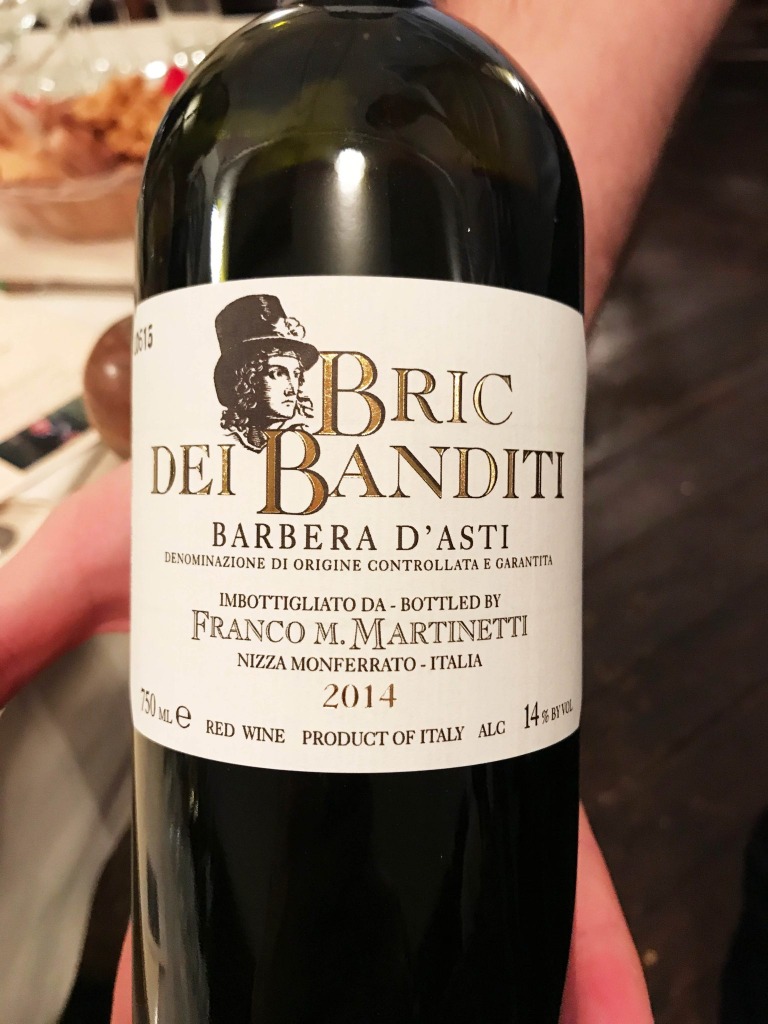 BRIC
DEI BANDITI
BARBERA D'ASTI
DENOMINAZIONE DI ORIGINE CONTROLLATA E GARANTITA
IMBOTTIGLIATO DA - BOTTLED BY
FRANCO M. MARTINETTI
NIZZA MONFERRATO - ITALIA
2014
750 ML e RED WINE PRODUCT OF ITALY ALC 14% BY VOL